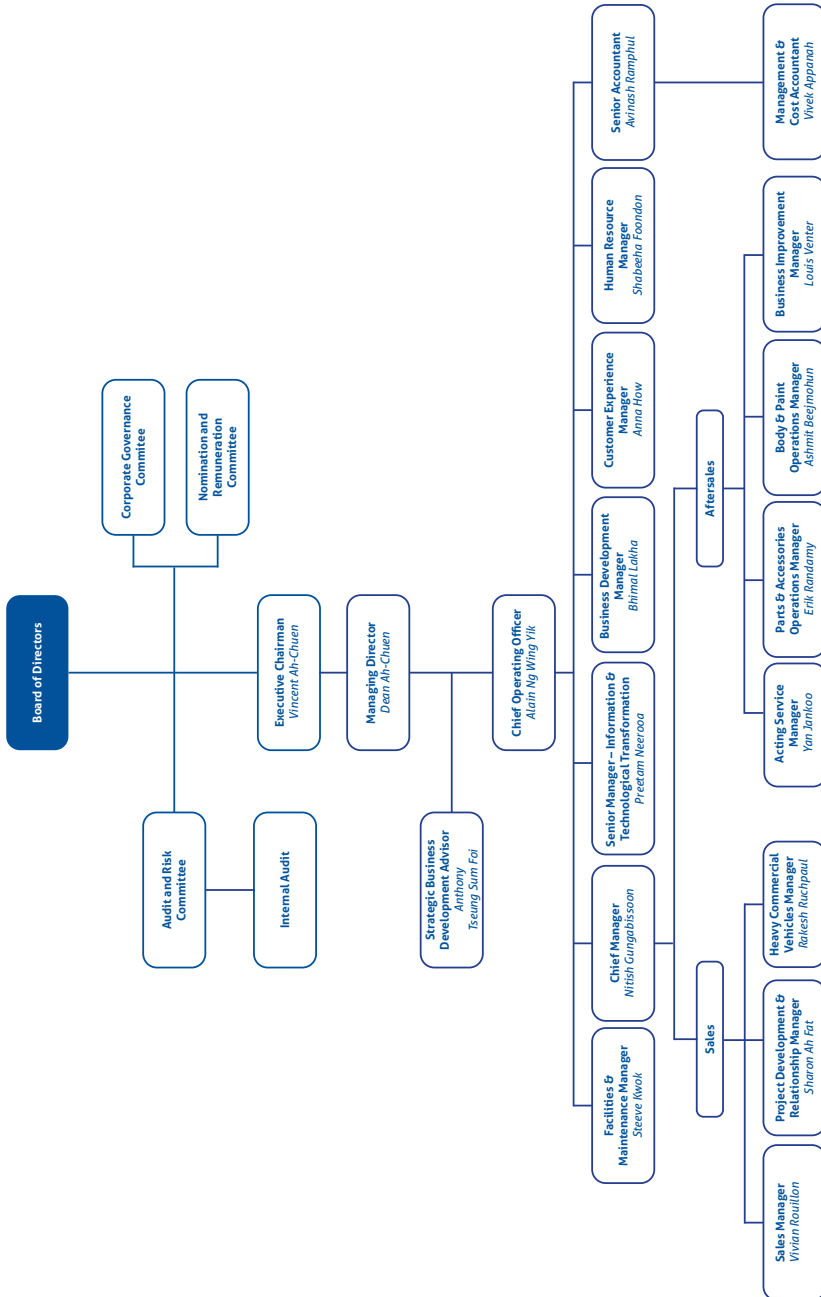 Board of Directors
Corporate Governance
Commitee
Nomination and
Remuneration
Committee
Audit and Risk
Committee
Internal Audit
Executive Chairman
Vincent Ah-Chuen
Managing Director
Dean Ah-Chuen
Strategic Business
Development Advisor
Anthony
Tseung Sum Foi
Chief Operating Officer
Alain Ng Wing Yik
Facilities &
Maintenance Manager
Steeve Kwok
Chief Manager
Nitish Gungabissoon
Senior Manager – Information &
Technological Transformation
Preetam Neerooa
Business Development
Manager
Bhimal Lakha
Customer Experience
Manager
Anna How
Human Resource
Manager
Shabeeha Foondon
Senior Accountant
Avinash Ramphul
Sales
Aftersales
Sales Manager
Vivian Rouillon
Project Development &
Relationship Manager
Sharon Ah Fat
Heavy Commercial
Vehicles Manager
Rakesh Ruchpaul
Acting Service
Manager
Yan Jankoo
Parts & Accessories
Operations Manager
Erik Randamy
Body & Paint
Operations Manager
Ashmit Beejmohun
Business Improvement
Manager
Louis Venter
Management &
Cost Accountant
Vivek Appanah